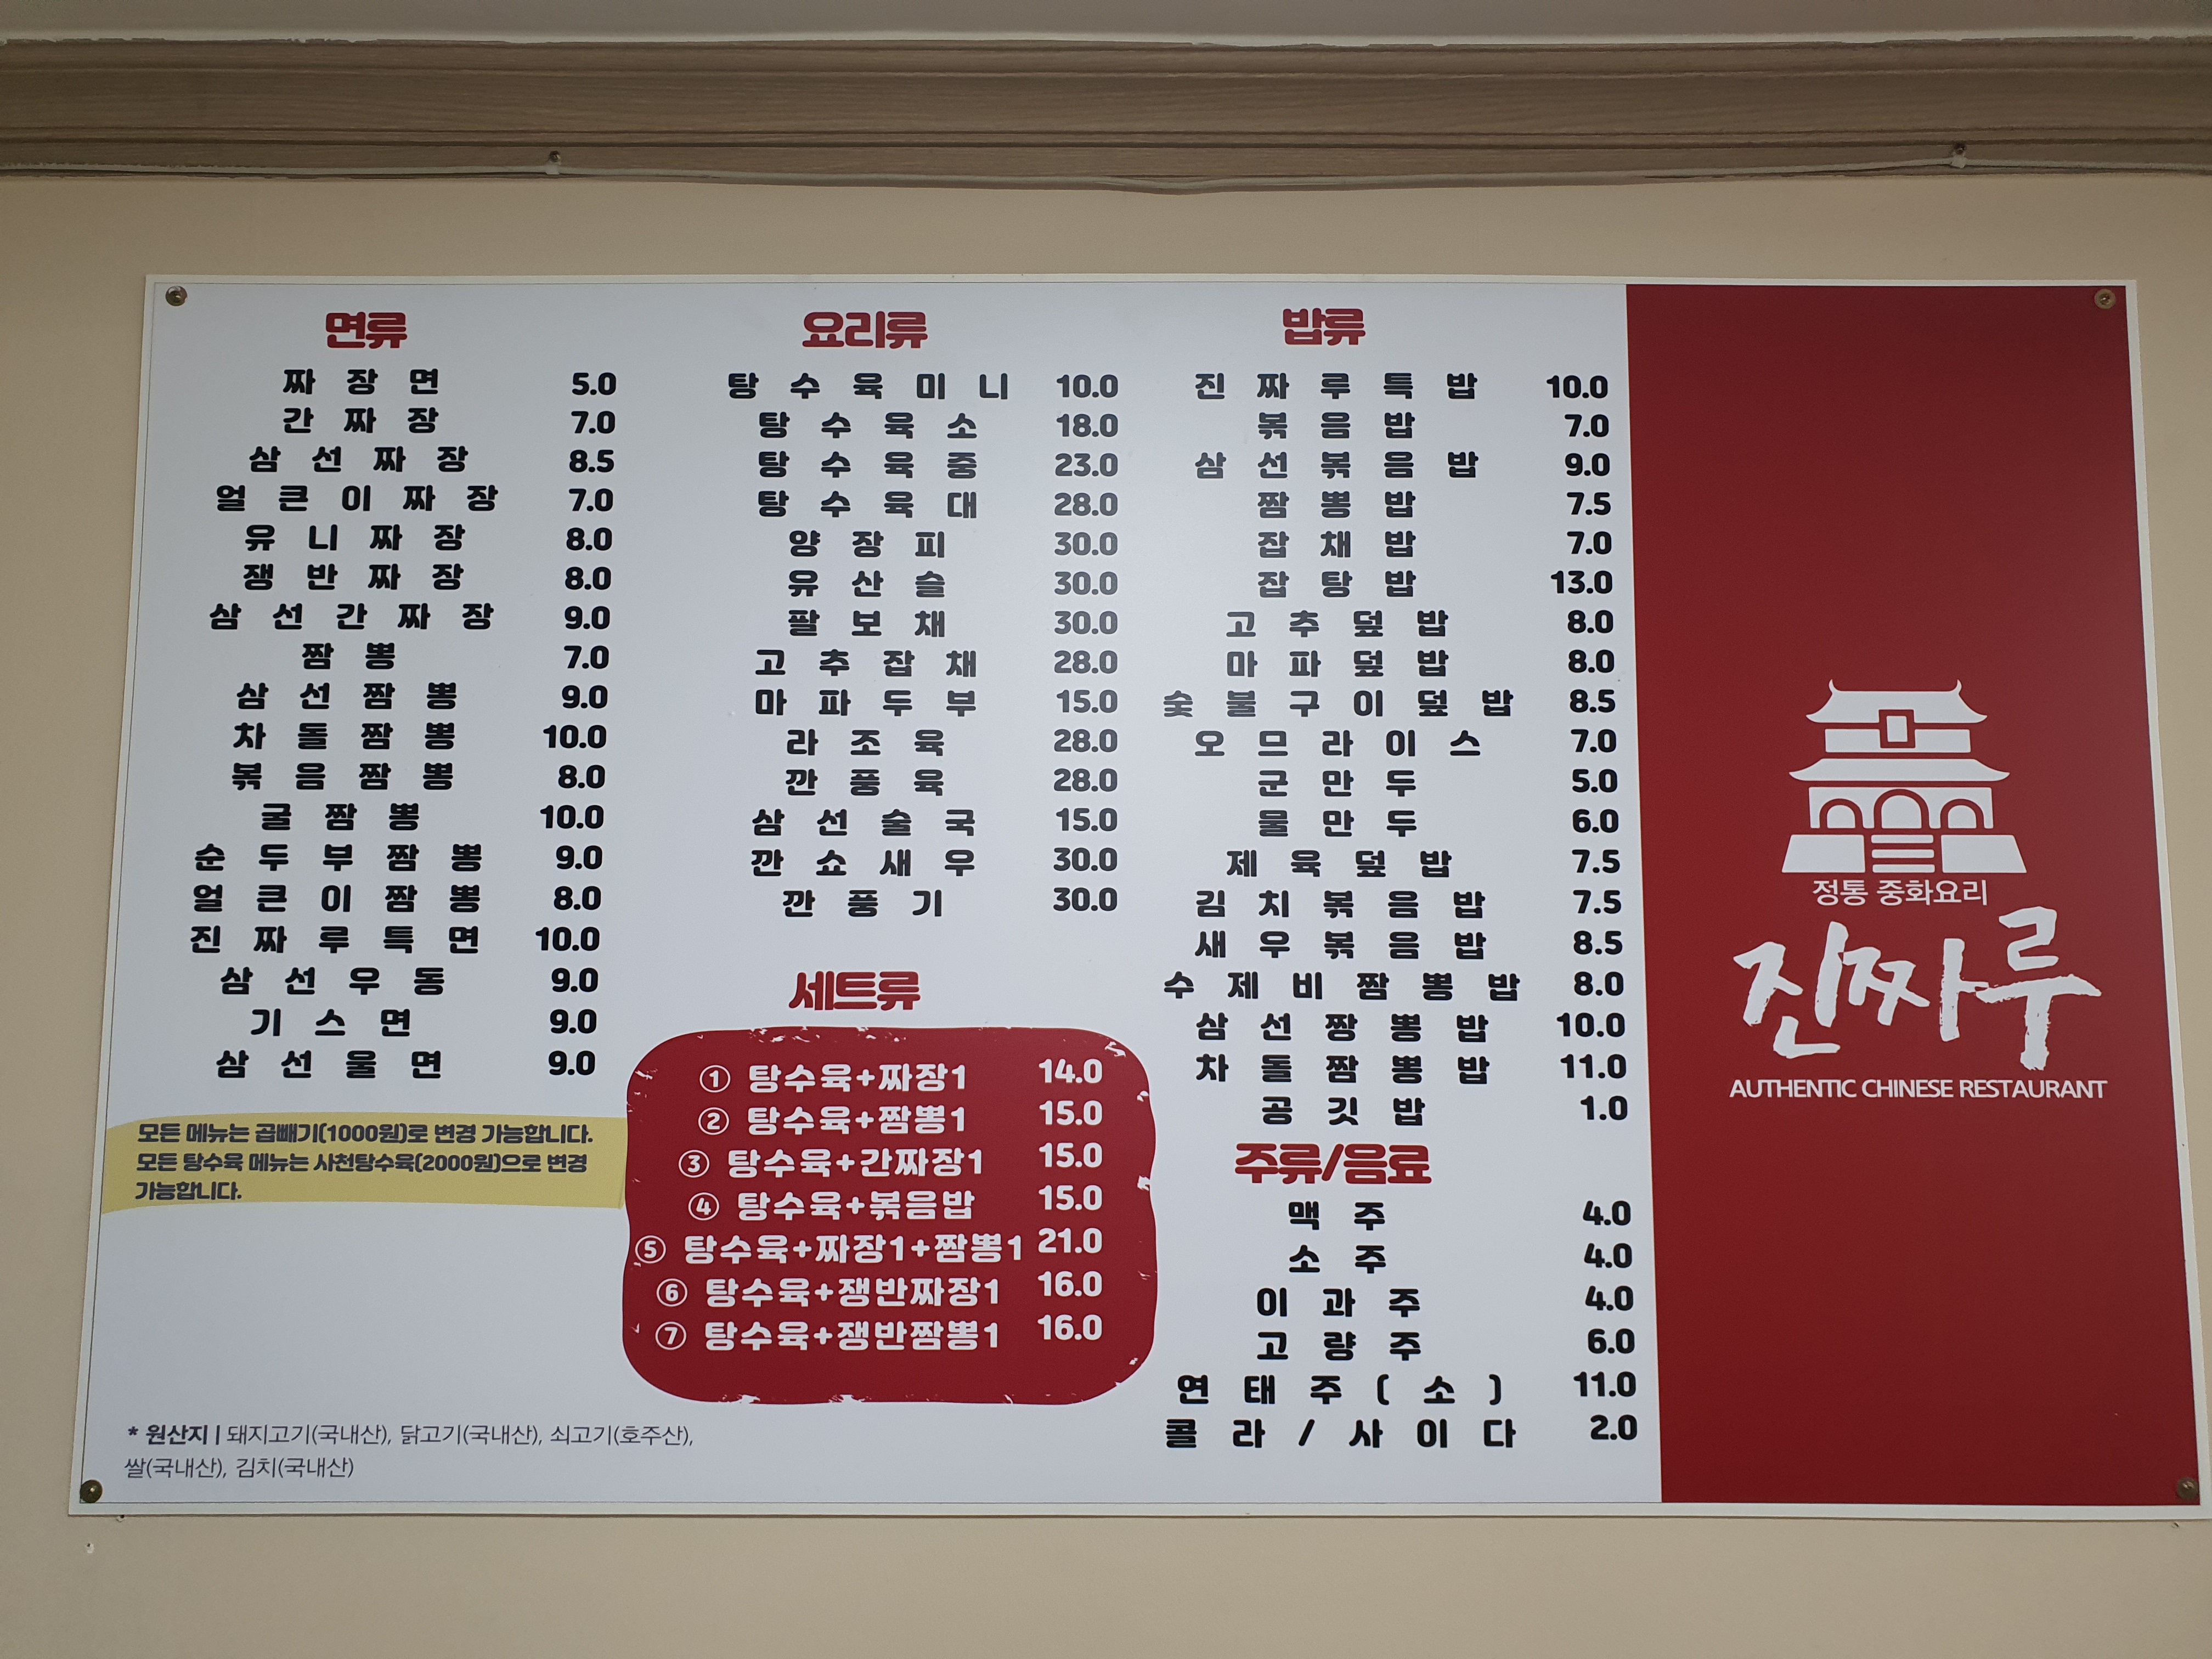 면류
짜장면 5.0
간짜장 7.0
삼선짜장 8.5
얼큰이짜장 7.0
유니짜장 8.0
쟁반짜장 8.0
삼선간짜장 9.0
짬뽕 7.0
삼선짬뽕 9.0
차돌짬뽕 10.0
볶음짬뽕 8.0
굴짬뽕 10.0
순두부짬뽕 9.0
얼큰이짬뽕 8.0
진짜루특면 10.0
삼선우동 9.0
기스면 9.0
삼선울면 9.0
모든 메뉴는 곱빼기(1000원)로 변경 가능합니다.
모든 탕수육 메뉴는 사천탕수육(2000원)으로 변경
가능합니다.
* 원산지 | 돼지고기(국내산), 닭고기(국내산), 쇠고기(호주산),
쌀(국내산), 김치(국내산)
요리류
탕수육미니 10.0
탕수육소 18.0
탕수육중 23.0
탕수육대 28.0
양장피 30.0
유산슬 30.0
팔보채 30.0
고추잡채 28.0
마파두부 15.0
라조육 28.0
깐풍육 28.0
삼선술국 15.0
깐쇼새우 30.0
깐풍기 30.0
세트류
① 탕수육+짜장1 14.0
② 탕수육+짬뽕1 15.0
③ 탕수육+간짜장1 15.0
④ 탕수육+볶음밥 15.0
⑤ 탕수육+짜장1+짬뽕1 21.0
⑥ 탕수육+쟁반짜장1 16.0
⑦ 탕수육+쟁반짬뽕1 16.0
밥류
진짜루특밥 10.0
볶음밥 7.0
삼선볶음밥 9.0
짬뽕밥 7.5
잡채밥 7.0
잡탕밥 13.0
고추덮밥 8.0
마파덮밥 8.0
숯불구이덮밥 8.5
오므라이스 7.0
군만두 5.0
물만두 6.0
제육덮밥 7.5
김치볶음밥 7.5
새우볶음밥 8.5
수제비짬뽕밥 8.0
삼선짱뽕밥 10.0
차돌짬뽕밥 11.0
공깃밥 1.0
주류/음료
맥주 4.0
소주 4.0
이과주 4.0
고량주 6.0
연태주(소) 11.0
콜라/사이다 2.0
정통 중화요리
진짜루
AUTHENTIC CHINESE RESTAURANT